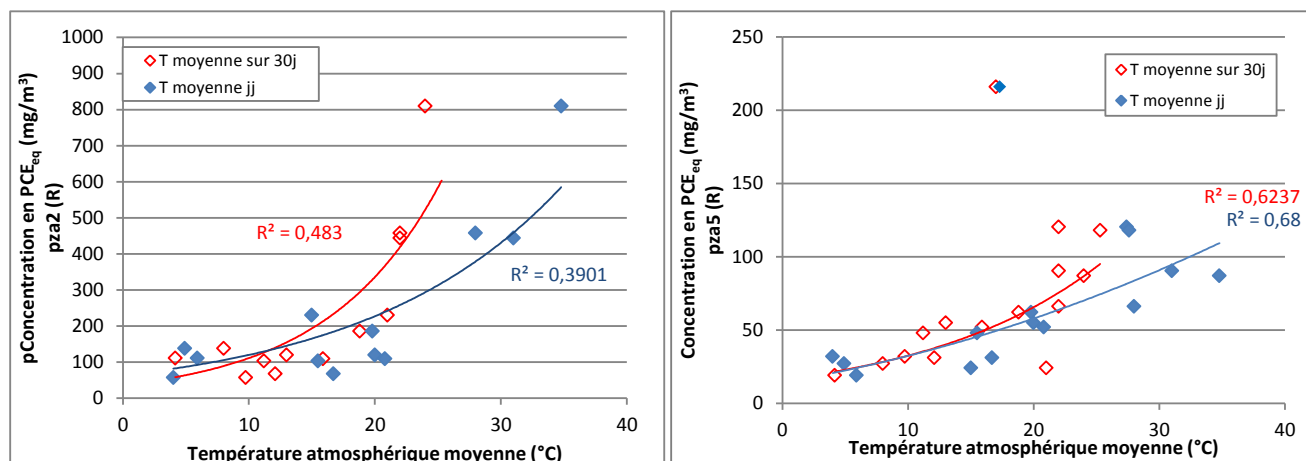 pConcentration en PCEeq (mg/m³)
pza2 (R)
1000
900
800
700
600
500
400
300
200
100
0
T moyenne sur 30j
T moyenne jj
R² = 0,483
R² = 0,3901
0 10 20 30 40
Température atmosphérique moyenne (°C)
Concentration en PCEeq (mg/m³)
pza5 (R)
250
200
150
100
50
0
T moyenne sur 30j
T moyenne jj
R² = 0,6237
R² = 0,68
0 10 20 30 40
Température atmosphérique moyenne (°C)